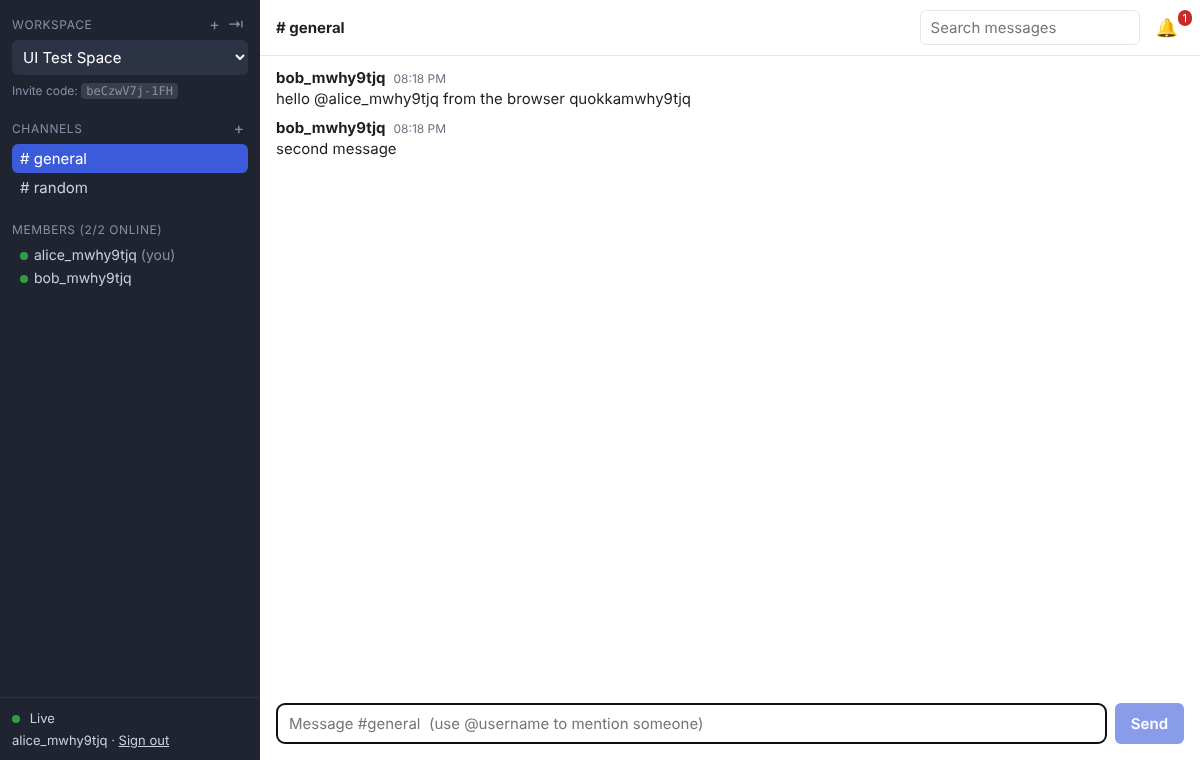 WORKSPACE + ⇥
UI Test Space
Invite code: beCzwV7j-1FH
CHANNELS +
# general
# random
MEMBERS (2/2 ONLINE)
alice_mwhy9tjq (you)
bob_mwhy9tjq
Live
alice_mwhy9tjq · Sign out
# general
Search messages
1
bob_mwhy9tjq 08:18 PM
hello @alice_mwhy9tjq from the browser quokkamwhy9tjq
bob_mwhy9tjq 08:18 PM
second message
Message #general (use @username to mention someone)
Send